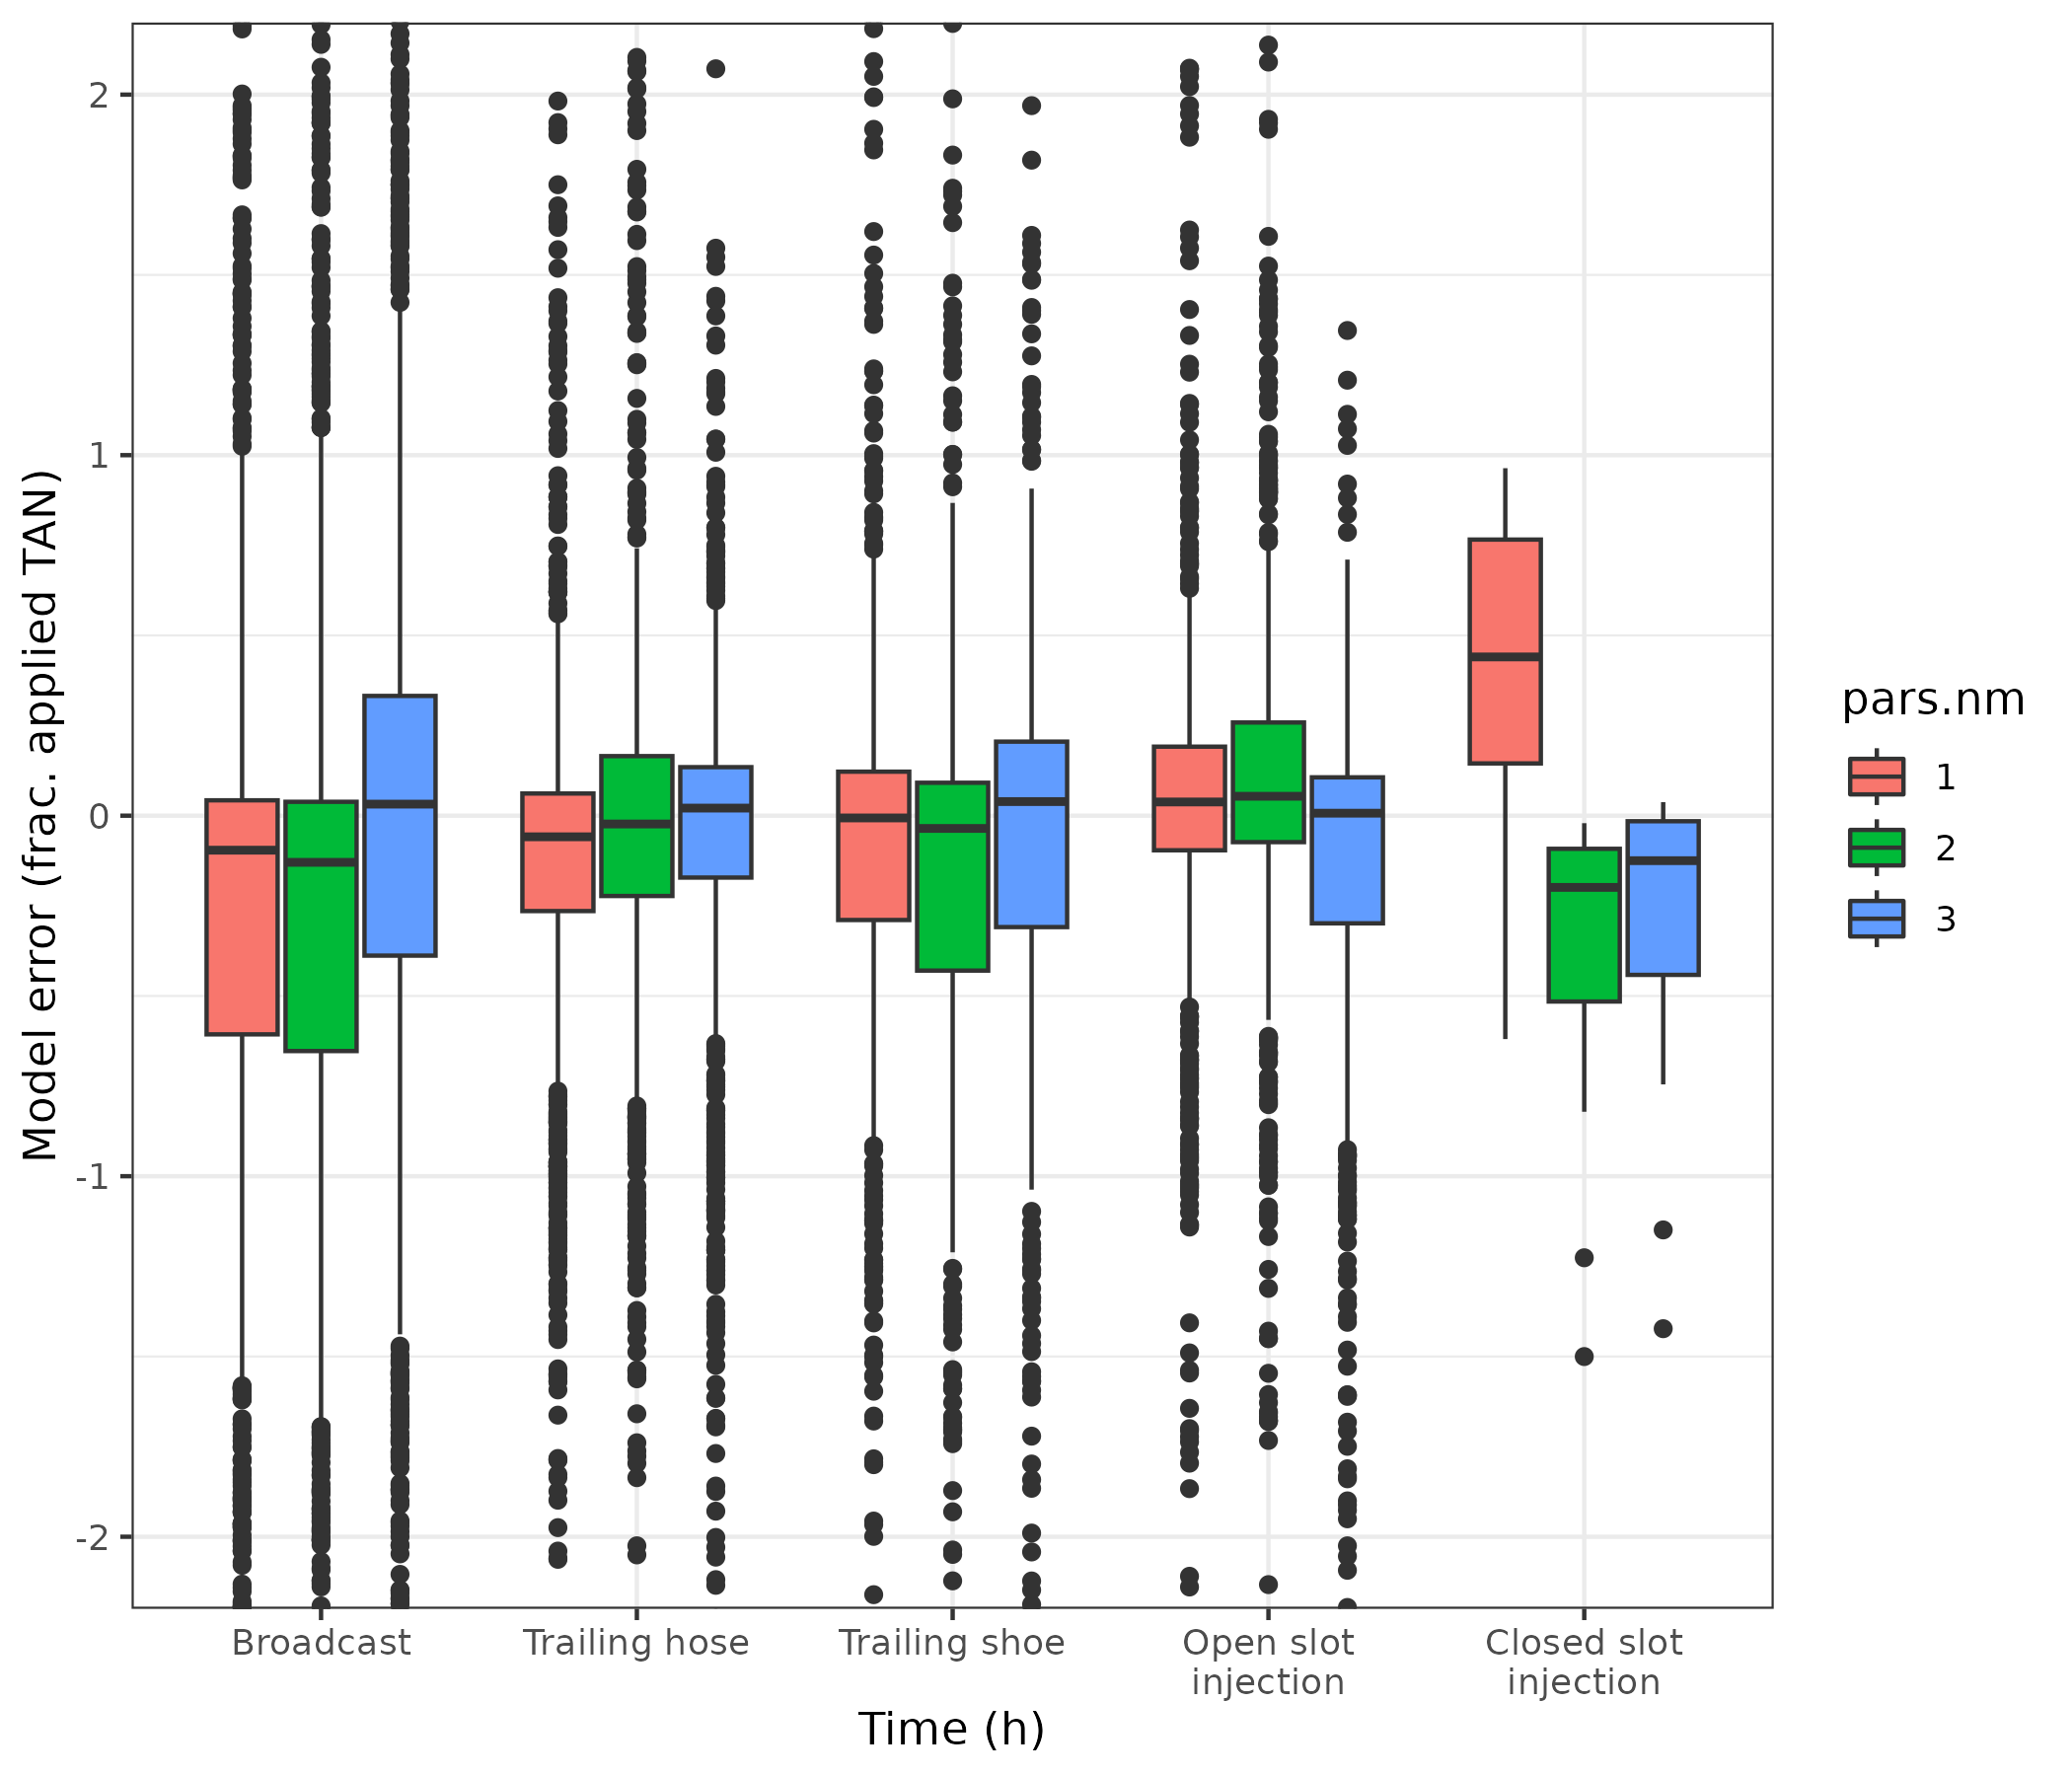 Model error (frac. applied TAN)
2
1
0
-1
-2
Broadcast
Trailing hose
Trailing shoe
Open slot
injection
Closed slot
injection
Time (h)
pars.nm
1
2
3